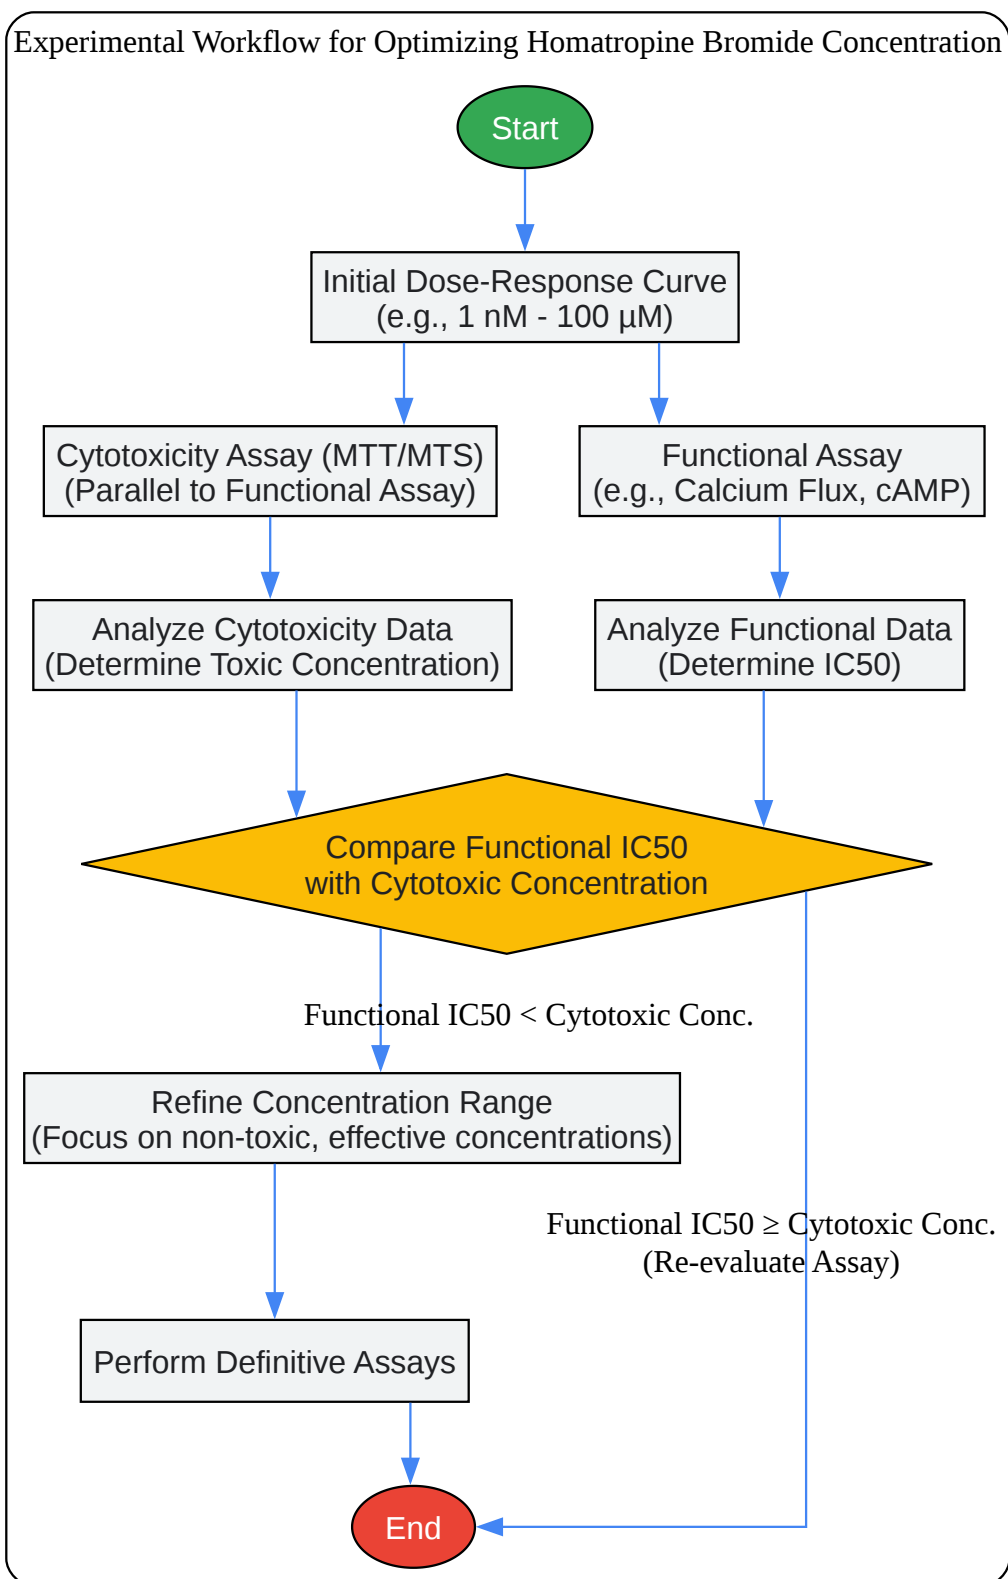 Experimental Workflow for Optimizing Homatropine Bromide Concentration
Start
Initial Dose-Response Curve
(e.g., 1 nM - 100 µM)
Cytotoxicity Assay (MTT/MTS)
(Parallel to Functional Assay)
Functional Assay
(e.g., Calcium Flux, cAMP)
Analyze Cytotoxicity Data
(Determine Toxic Concentration)
Analyze Functional Data
(Determine IC50)
Compare Functional IC50
with Cytotoxic Concentration
Functional IC50 < Cytotoxic Conc.
Refine Concentration Range
(Focus on non-toxic, effective concentrations)
Functional IC50 ≥ Cytotoxic Conc.
(Re-evaluate Assay)
Perform Definitive Assays
End